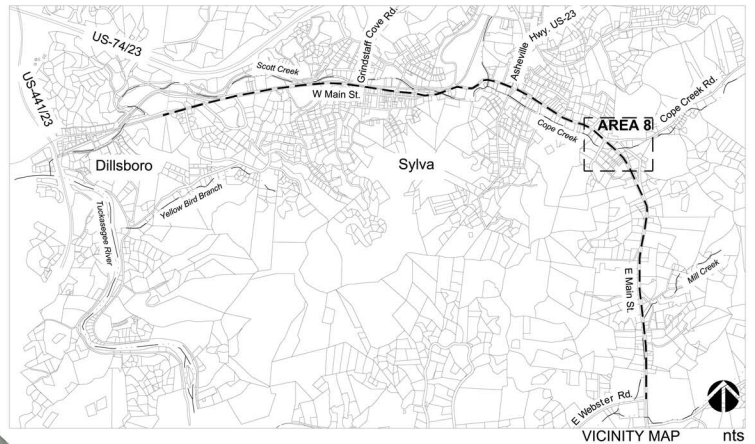 US-74/23
Grindstaff Cove Rd.
Asheville Hwy. US-23
Scott Creek
US-441/23
W Main St.
Cope Creek Rd.
AREA 8
Cope Creek
Dillsboro
Sylva
Yellow Bird Branch
Tuckasegee River
Mill Creek
E Main St.
E Webster Rd.
VICINITY MAP nts